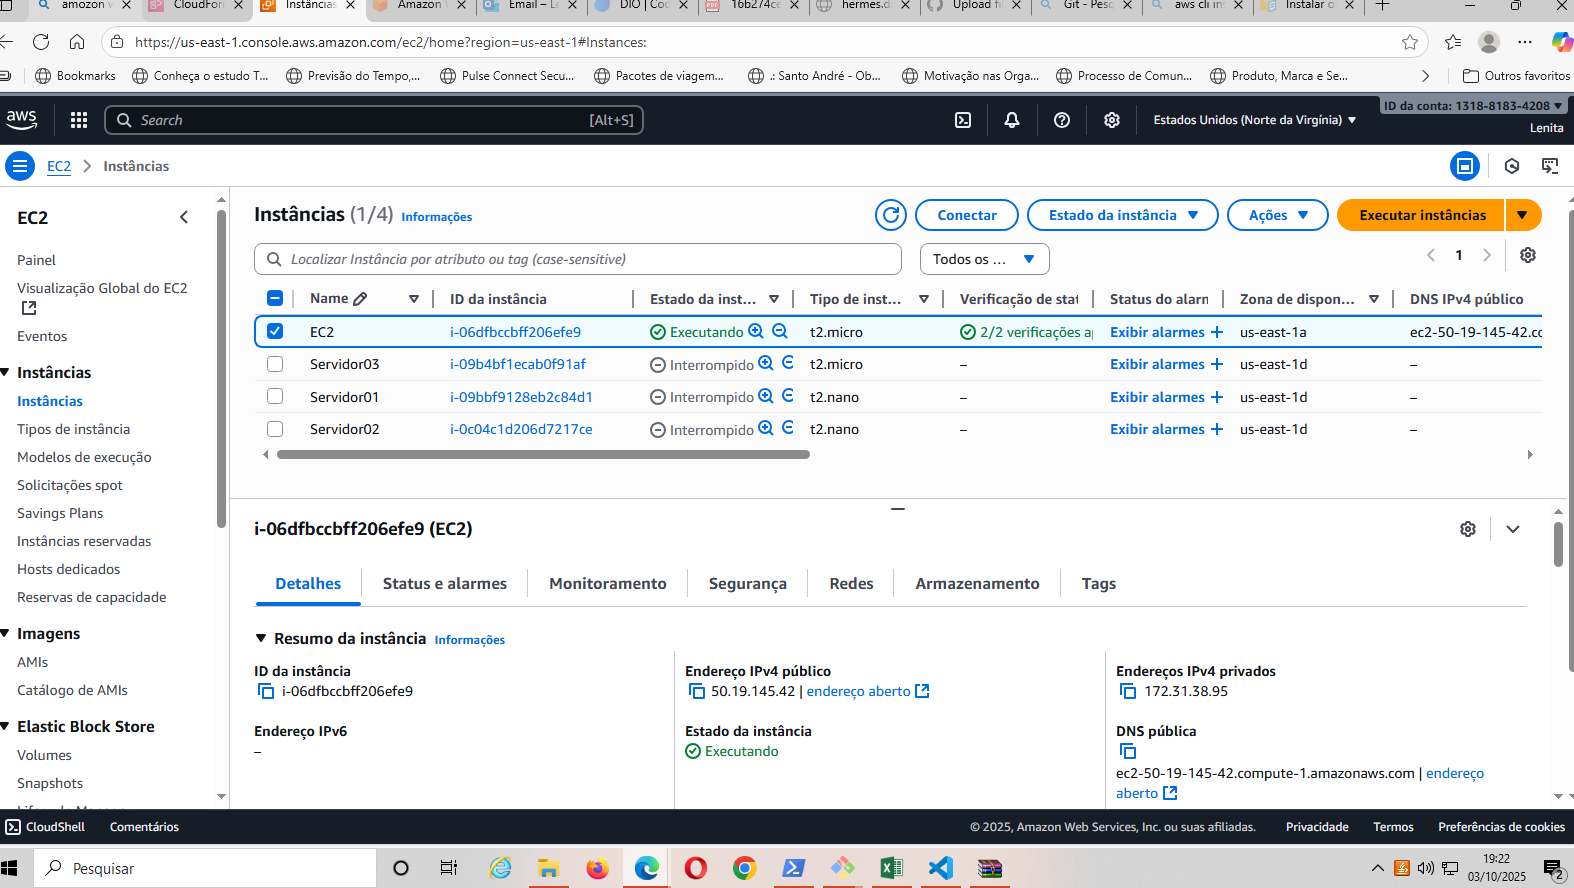 amozon v
CloudForr
Instâncias
Amazon V
Email – Le
DIO | Coc
16b274ce
hermes.di
Upload fil
Git - Pesc
aws cli ins
Instalar o
https://us-east-1.console.aws.amazon.com/ec2/home?region=us-east-1#Instances:
Bookmarks
Conheça o estudo T...
Previsão do Tempo,...
Pulse Connect Secu...
Pacotes de viagem...
.: Santo André - Ob...
Motivação nas Orga...
Processo de Comun...
Produto, Marca e Se...
Outros favoritos
aws
Search
[Alt+S]
Estados Unidos (Norte da Virgínia)
ID da conta: 1318-8183-4208
Lenita
EC2
Instâncias
EC2
Painel
Visualização Global do EC2
Eventos
Instâncias
Instâncias
Tipos de instância
Modelos de execução
Solicitações spot
Savings Plans
Instâncias reservadas
Hosts dedicados
Reservas de capacidade
Imagens
AMIs
Catálogo de AMIs
Elastic Block Store
Volumes
Snapshots
Instâncias (1/4) Informações
Conectar
Estado da instância
Ações
Executar instâncias
Localizar Instância por atributo ou tag (case-sensitive)
Todos os ...
1
Name ID da instância Estado da inst... Tipo de inst... Verificação de stat Status do alarn Zona de dispon... DNS IPv4 público
EC2 i-06dfbccbff206efe9 Executando t2.micro 2/2 verificações a Exibir alarmes us-east-1a ec2-50-19-145-42.co
Servidor03 i-09b4bf1ecab0f91af Interrompido t2.micro – Exibir alarmes us-east-1d –
Servidor01 i-09bbf9128eb2c84d1 Interrompido t2.nano – Exibir alarmes us-east-1d –
Servidor02 i-0c04c1d206d7217ce Interrompido t2.nano – Exibir alarmes us-east-1d –
i-06dfbccbff206efe9 (EC2)
Detalhes
Status e alarmes
Monitoramento
Segurança
Redes
Armazenamento
Tags
Resumo da instância Informações
ID da instância
i-06dfbccbff206efe9
Endereço IPv4 público
50.19.145.42 | endereço aberto
Endereços IPv4 privados
172.31.38.95
Endereço IPv6
–
Estado da instância
Executando
DNS pública
ec2-50-19-145-42.compute-1.amazonaws.com | endereço
aberto
CloudShell
Comentários
© 2025, Amazon Web Services, Inc. ou suas afiliadas.
Privacidade
Termos
Preferências de cookies
Pesquisar
19:22
03/10/2025
2